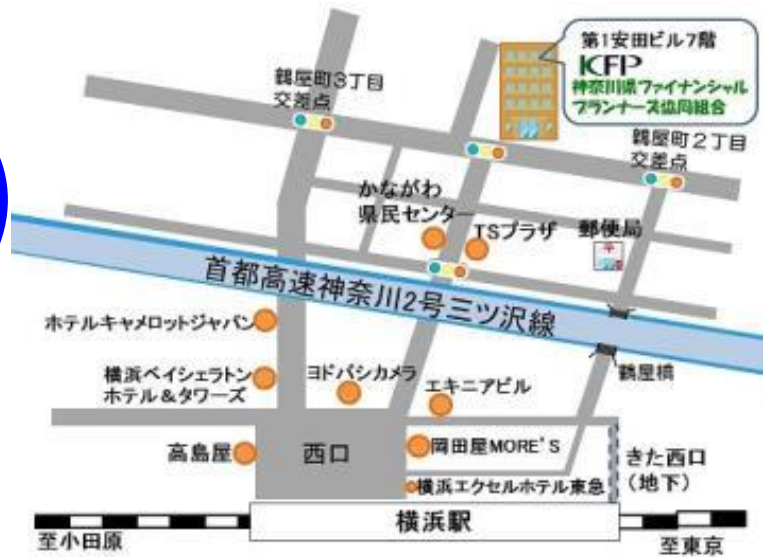 第1安田ビル7階
KFP
神奈川県ファイナンシャル
プランナーズ協同組合
鶴屋町3丁目
交差点
鶴屋町2丁目
交差点
かながわ
県民センター
TSプラザ
郵便局
首都高速神奈川2号三ツ沢線
ホテルキャメロットジャパン
横浜ベイシェラトン
ホテル&タワーズ
ヨドバシカメラ
エキニアビル
鶴屋橋
高島屋
西口
岡田屋MORE'S
きた西口
(地下)
横浜エクセルホテル東急
横浜駅
至小田原
至東京